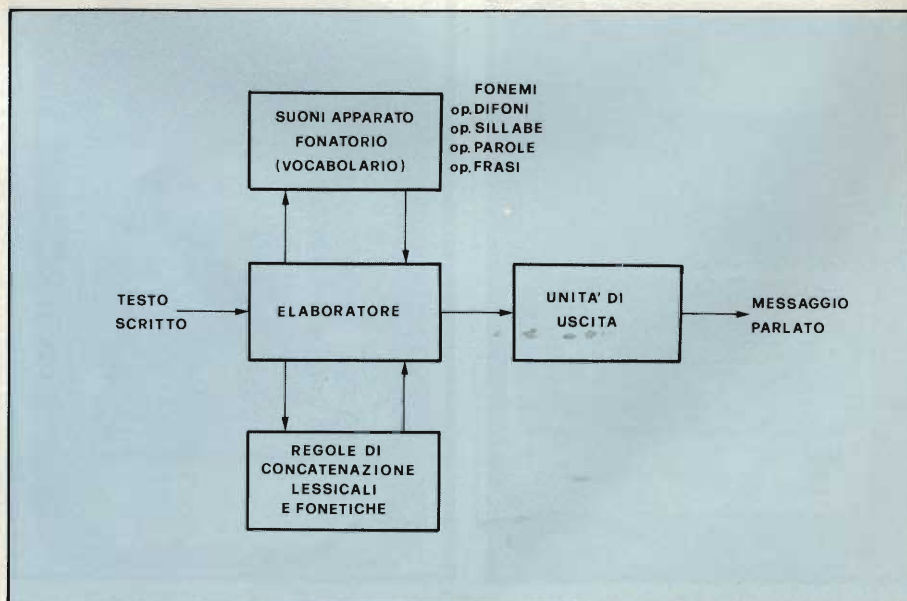 SUONI APPARATO
FONATORIO
(VOCABOLARIO)
FONEMI
op. DIFONI
op. SILLABE
op. PAROLE
op. FRASI
TESTO
SCRITTO
ELABORATORE
UNITA' DI
USCITA
MESSAGGIO
PARLATO
REGOLE DI
CONCATENAZIONE
LESSICALI
E FONETICHE